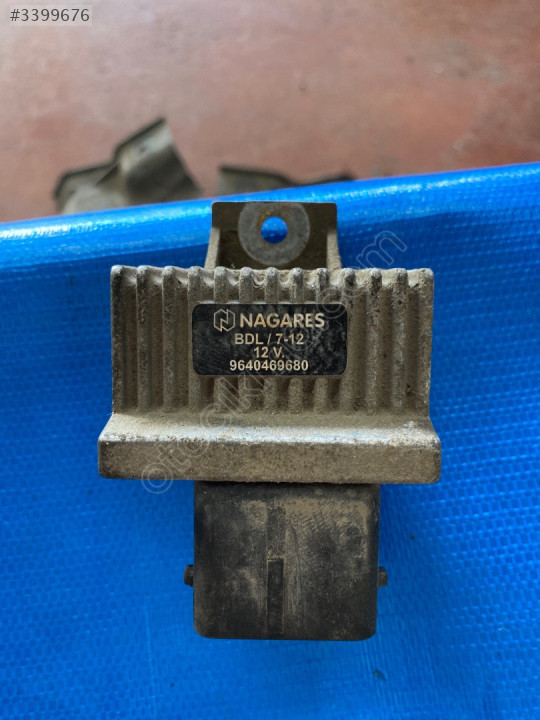 #3399676
NAGARES
BDL / 7-12
12 V.
9640469680